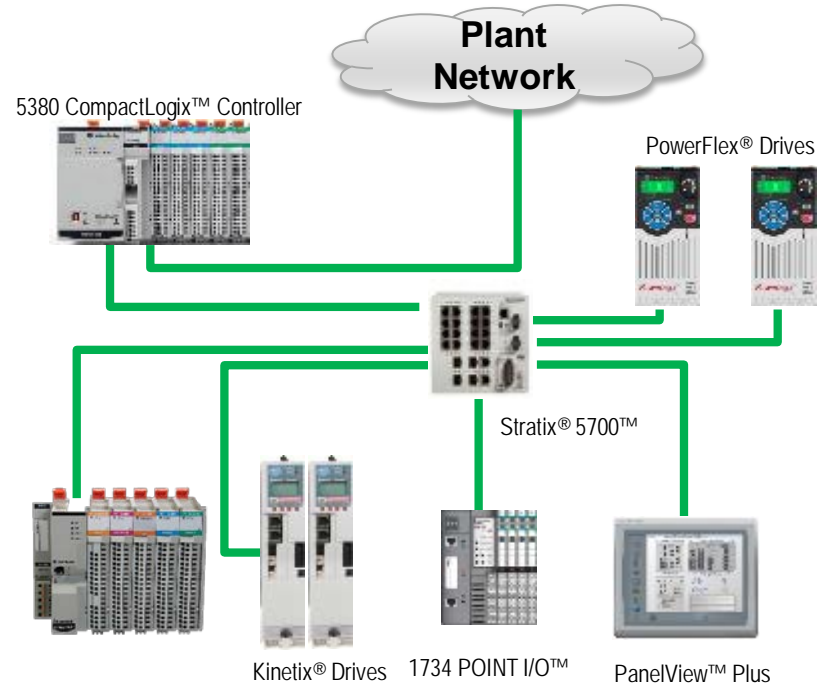 Plant
Network
5380 CompactLogix™ Controller
PowerFlex® Drives
Stratix® 5700™
Kinetix® Drives
1734 POINT I/O™
PanelView™ Plus